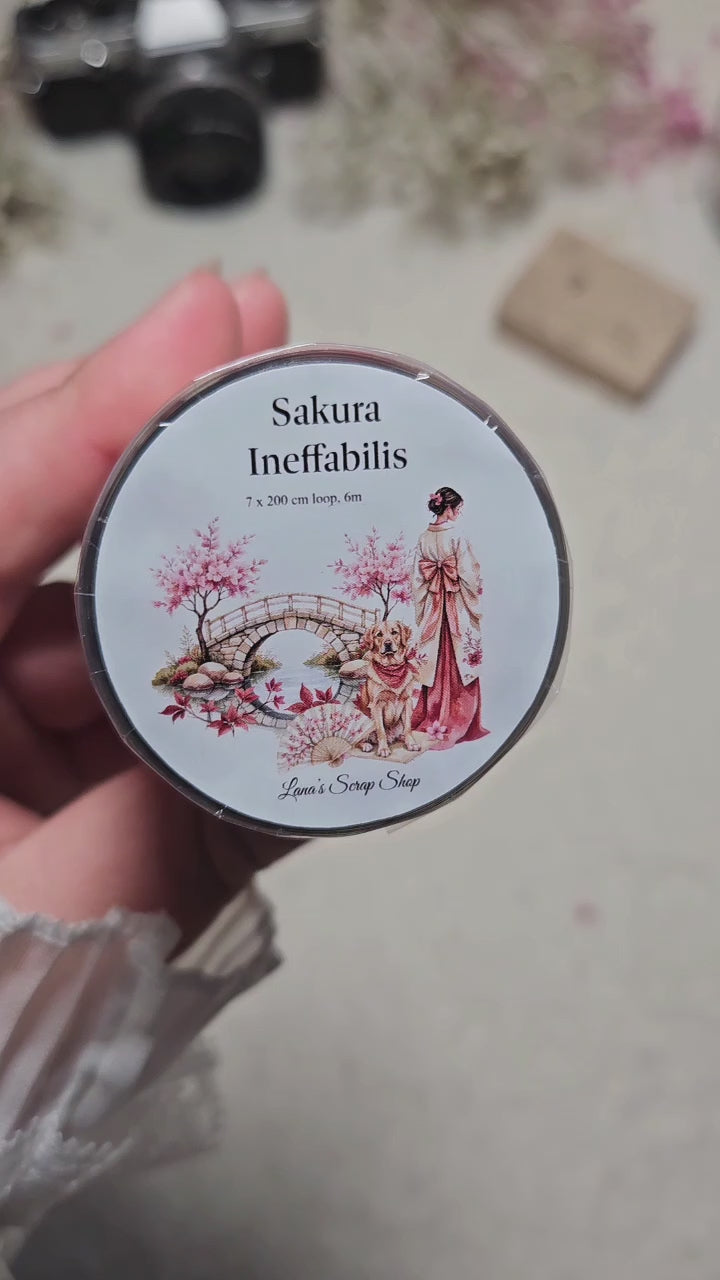 Sakura
Ineffabilis
7 x 200 cm loop, 6m
Lana's Scrap Shop